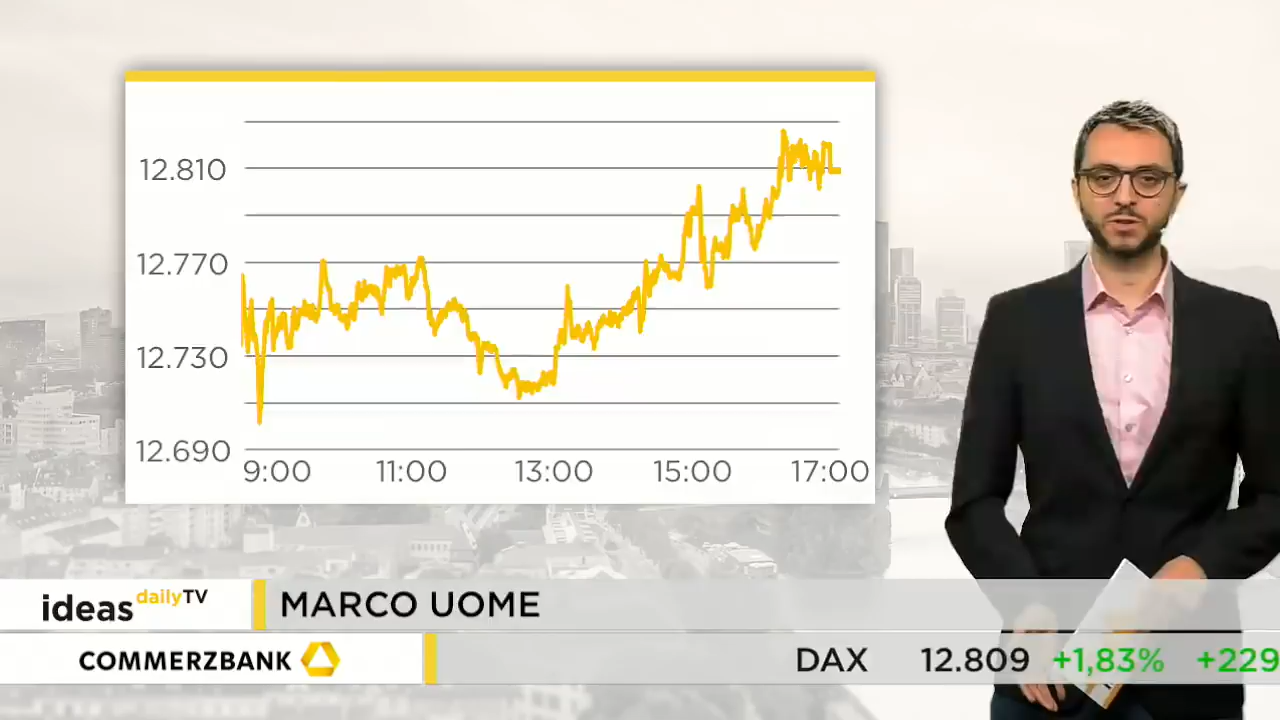 12.810
12.770
12.730
12.690
9:00 11:00 13:00 15:00 17:00
ideas dailyTV
MARCO UOME
COMMERZBANK
DAX 12.809 +1,83% +229